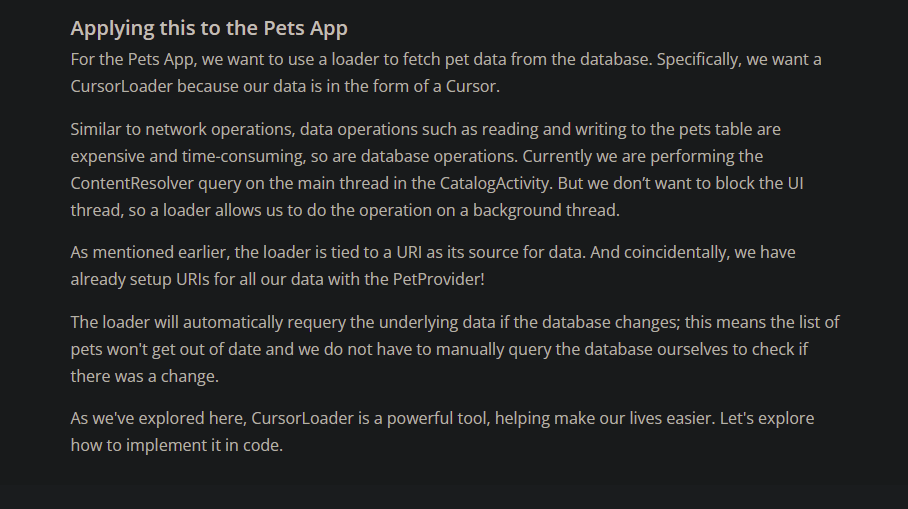 Applying this to the Pets App
For the Pets App, we want to use a loader to fetch pet data from the database. Specifically, we want a
CursorLoader because our data is in the form of a Cursor.
Similar to network operations, data operations such as reading and writing to the pets table are
expensive and time-consuming, so are database operations. Currently we are performing the
ContentResolver query on the main thread in the CatalogActivity. But we don’t want to block the UI
thread, so a loader allows us to do the operation on a background thread.
As mentioned earlier, the loader is tied to a URI as its source for data. And coincidentally, we have
already setup URIs for all our data with the PetProvider!
The loader will automatically requery the underlying data if the database changes; this means the list of
pets won't get out of date and we do not have to manually query the database ourselves to check if
there was a change.
As we've explored here, CursorLoader is a powerful tool, helping make our lives easier. Let's explore
how to implement it in code.